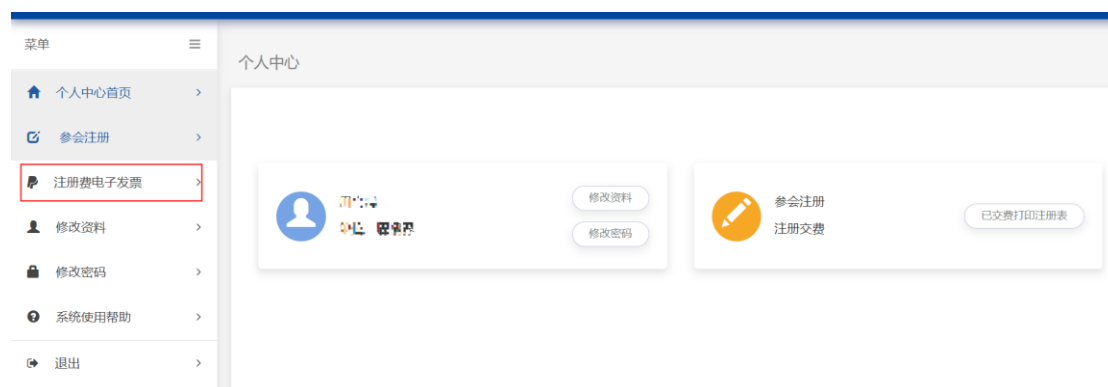 菜单
个人中心
个人中心首页
参会注册
注册费电子发票
修改资料
修改密码
系统使用帮助
退出
修改资料
修改密码
参会注册
注册交费
已交费打印注册表